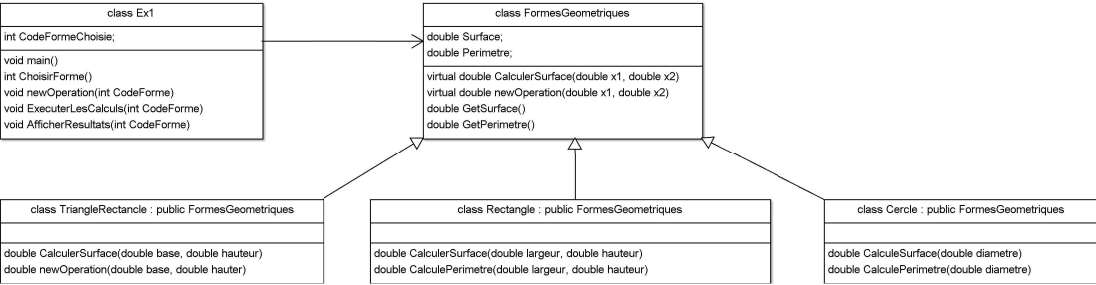 class Ex1
int CodeFormeChoisie;
void main()
int ChoisirForme()
void newOperation(int CodeForme)
void ExecuterLesCalculs(int CodeForme)
void AfficherResultats(int CodeForme)
class FormesGeometriques
double Surface;
double Perimetre;
virtual double CalculerSurface(double x1, double x2)
virtual double newOperation(double x1, double x2)
double GetSurface()
double GetPerimetre()
class TriangleRectancle : public FormesGeometriques
double CalculerSurface(double base, double hauteur)
double newOperation(double base, double hauter)
class Rectangle : public FormesGeometriques
double CalculerSurface(double largeur, double hauteur)
double CalculePerimetre(double largeur, double hauteur)
class Cercle : public FormesGeometriques
double CalculeSurface(double diametre)
double CalculePerimetre(double diametre)